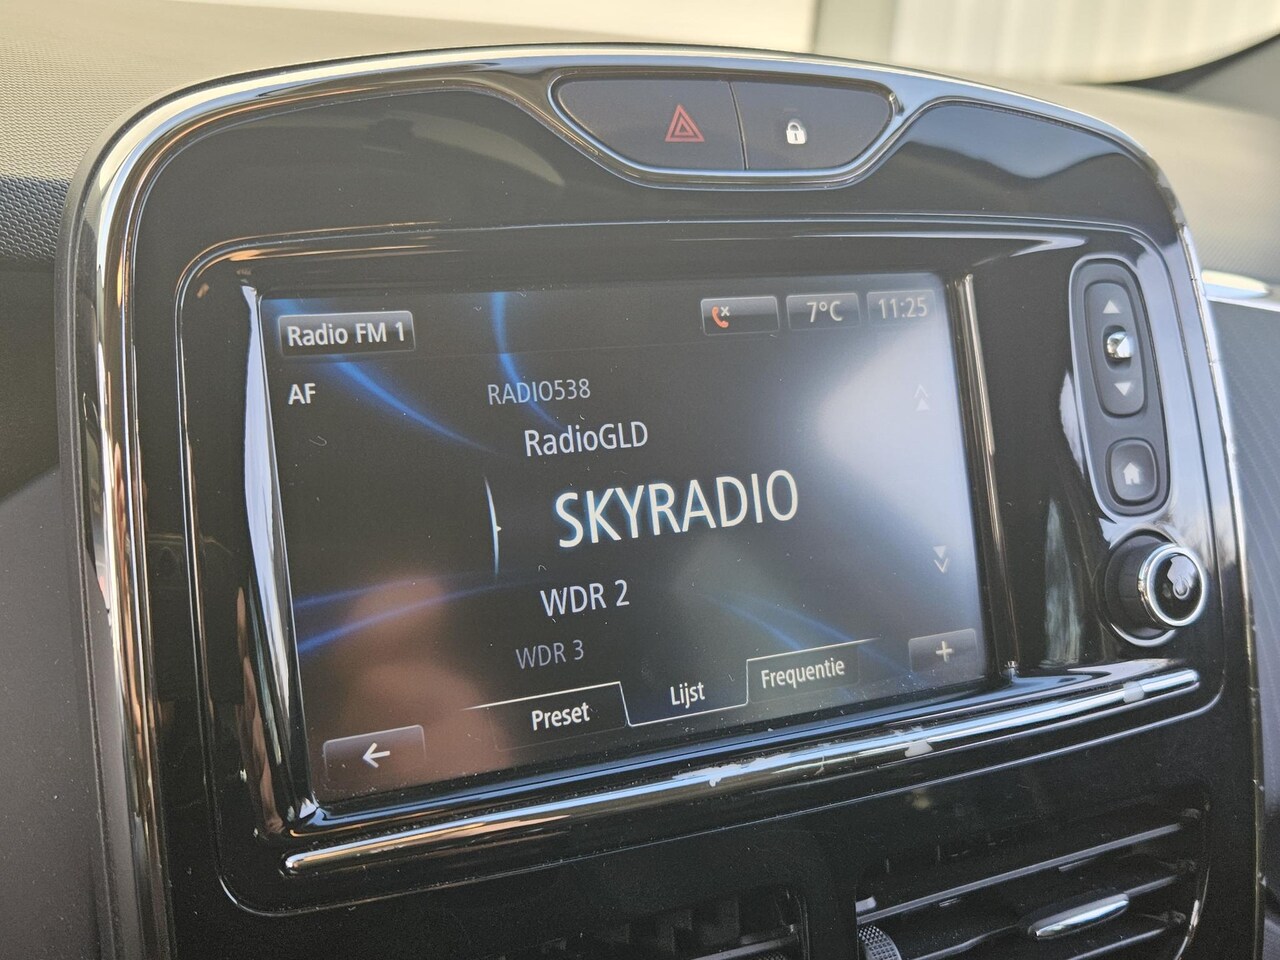 Radio FM 1
7°C
11:25
AF
RADIO538
RadioGLD
SKYRADIO
WDR 2
WDR 3
Preset
Lijst
Frequentie
+